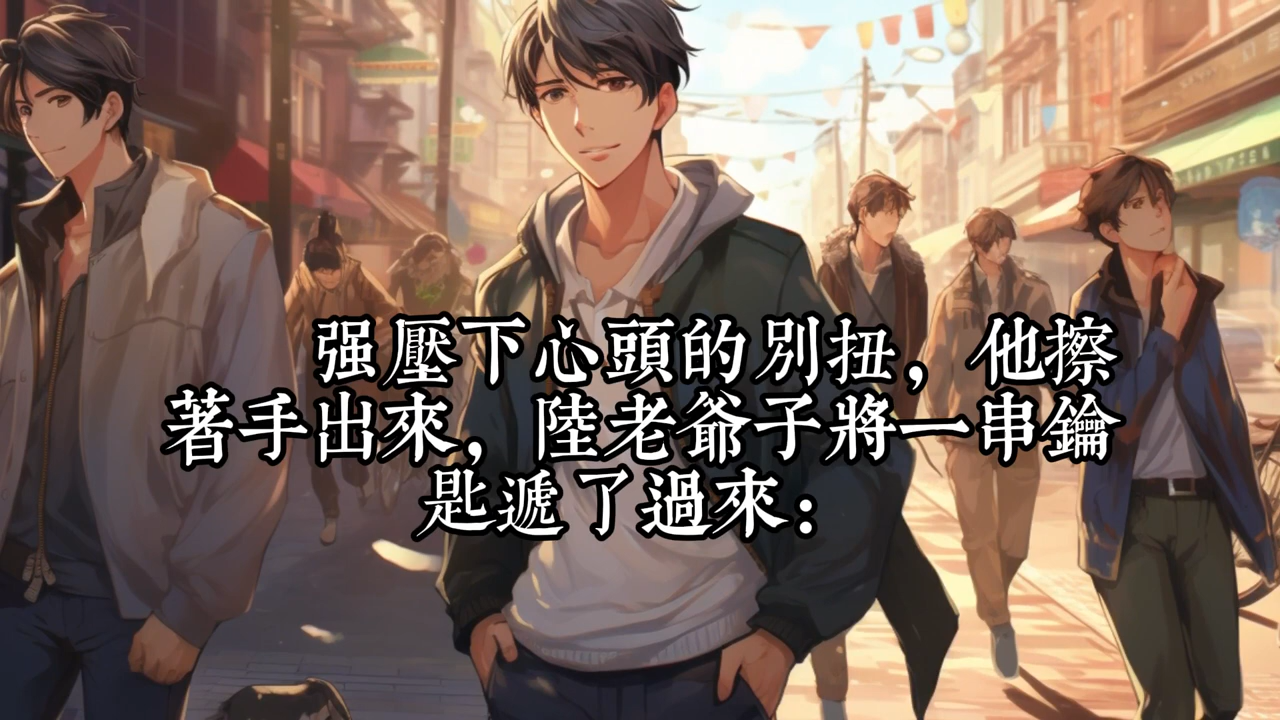 强壓下心頭的別扭，他擦
著手出來，陸老爺子將一串鑰
匙遞了過來：